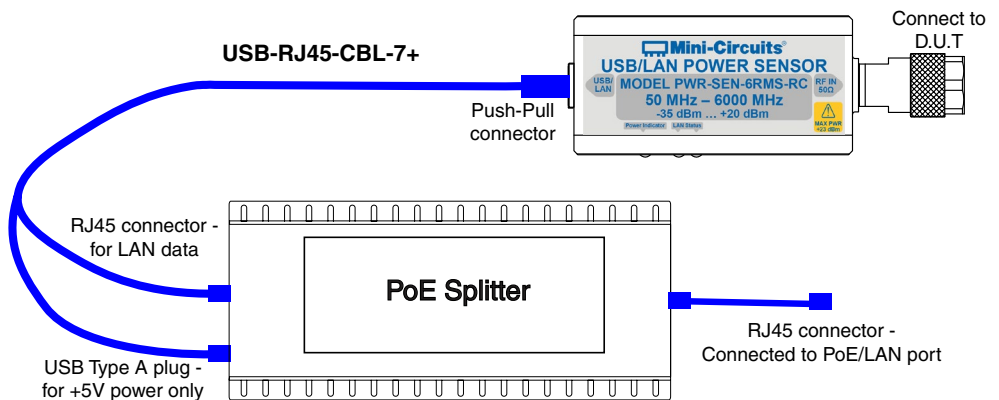 Connect to
D.U.T
USB-RJ45-CBL-7+
Mini-Circuits®
USB/LAN POWER SENSOR
USB/
LAN
MODEL PWR-SEN-6RMS-RC
RF IN
50Ω
50 MHz – 6000 MHz
-35 dBm ... +20 dBm
Power Indicator
LAN Status
MAX PWR
+23 dBm
Push-Pull
connector
RJ45 connector -
for LAN data
PoE Splitter
RJ45 connector -
Connected to PoE/LAN port
USB Type A plug -
for +5V power only